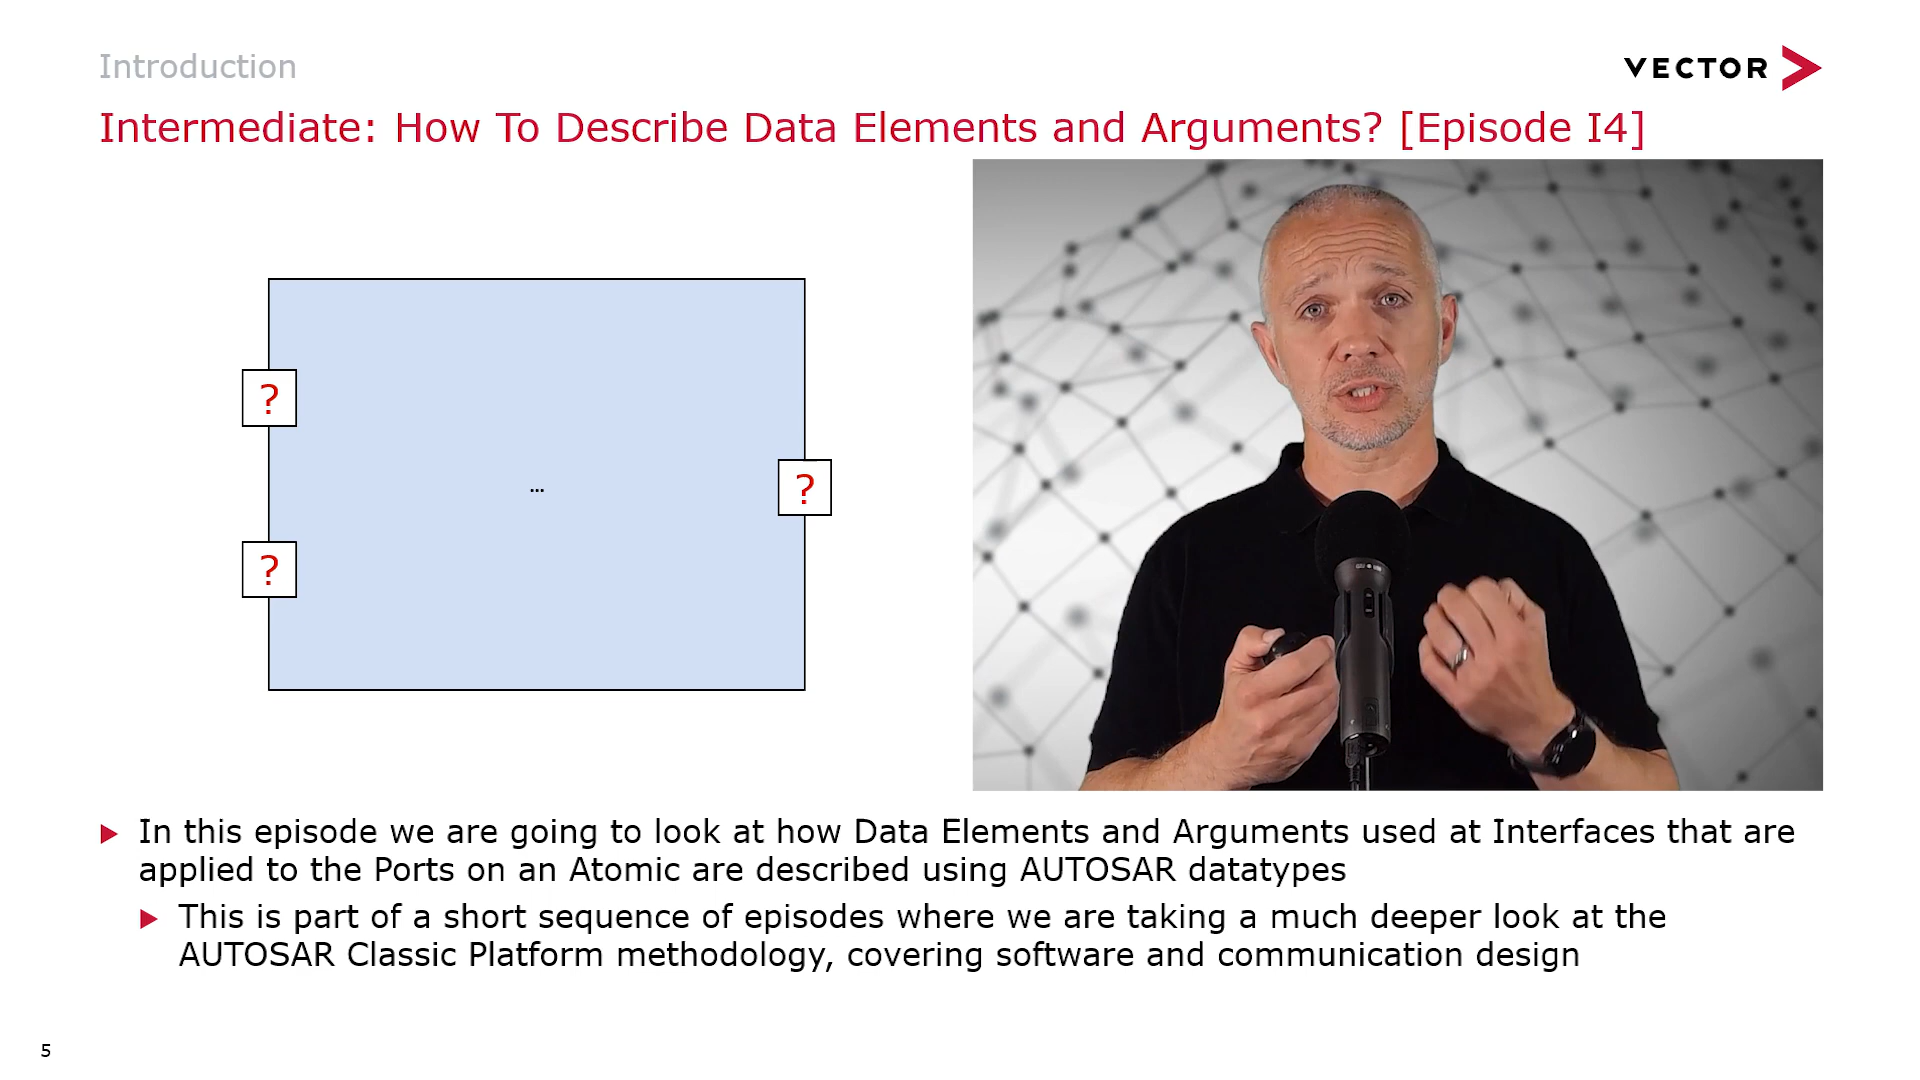 Introduction
VECTOR
Intermediate: How To Describe Data Elements and Arguments? [Episode I4]
?
?
...
?
In this episode we are going to look at how Data Elements and Arguments used at Interfaces that are
applied to the Ports on an Atomic are described using AUTOSAR datatypes
This is part of a short sequence of episodes where we are taking a much deeper look at the
AUTOSAR Classic Platform methodology, covering software and communication design
5